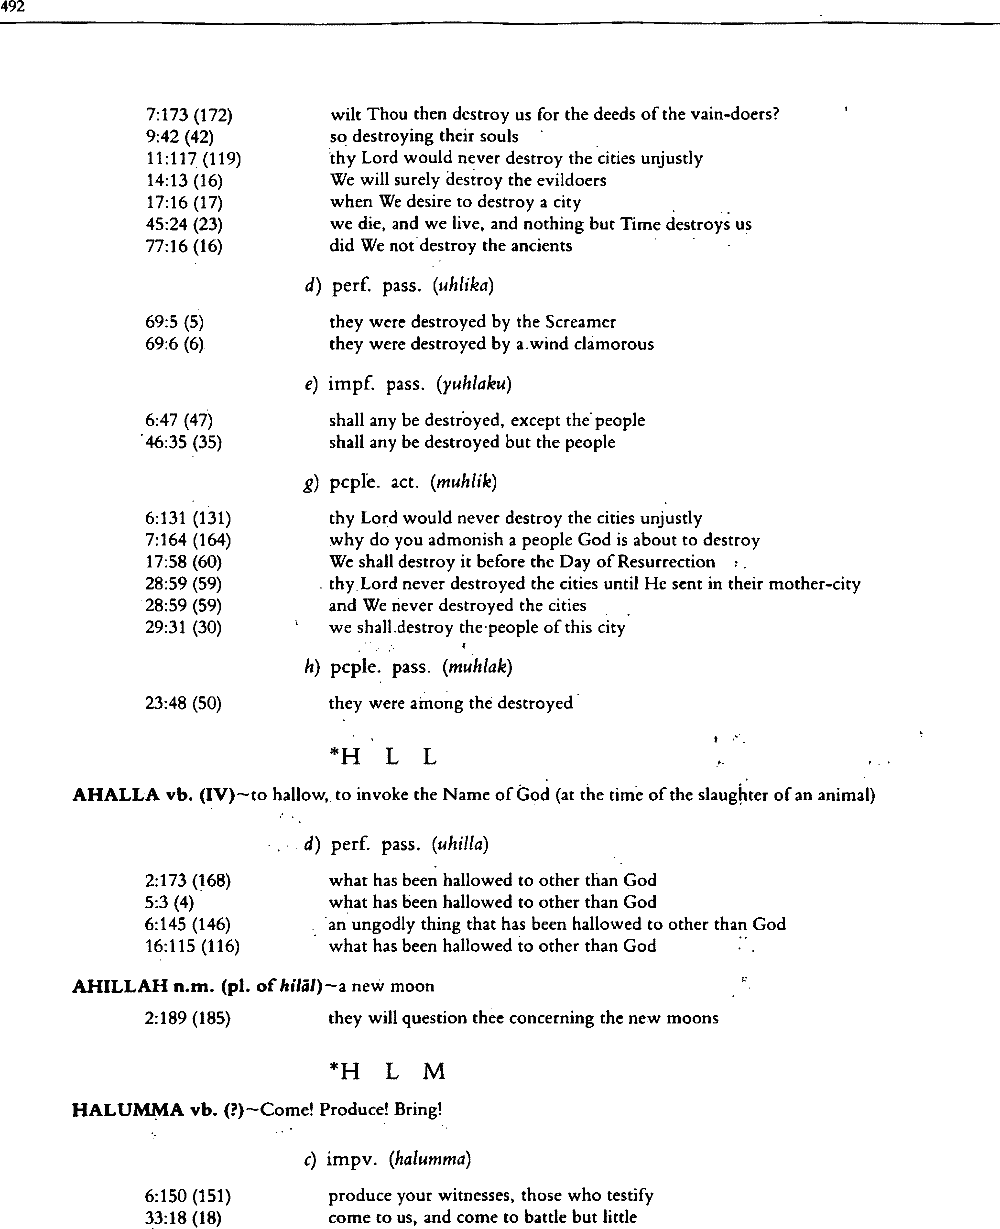 492
7:173 (172) wilt Thou then destroy us for the deeds of the vain-doers?
9:42 (42) so destroying their souls
11:117 (119) thy Lord would never destroy the cities unjustly
14:13 (16) We will surely destroy the evildoers
17:16 (17) when We desire to destroy a city
45:24 (23) we die, and we live, and nothing but Time destroys us
77:16 (16) did We not destroy the ancients
d) perf. pass. (uhlika)
69:5 (5) they were destroyed by the Screamer
69:6 (6) they were destroyed by a wind clamorous
e) impf. pass. (yuhlaku)
6:47 (47) shall any be destroyed, except the people
46:35 (35) shall any be destroyed but the people
g) pcple. act. (muhlik)
6:131 (131) thy Lord would never destroy the cities unjustly
7:164 (164) why do you admonish a people God is about to destroy
17:58 (60) We shall destroy it before the Day of Resurrection
28:59 (59) thy Lord never destroyed the cities until He sent in their mother-city
28:59 (59) and We never destroyed the cities
29:31 (30) we shall destroy the people of this city
h) pcple. pass. (muhlak)
23:48 (50) they were among the destroyed
*H L L
AHALLA vb. (IV)~to hallow, to invoke the Name of God (at the time of the slaughter of an animal)
d) perf. pass. (uhilla)
2:173 (168) what has been hallowed to other than God
5:3 (4) what has been hallowed to other than God
6:145 (146) an ungodly thing that has been hallowed to other than God
16:115 (116) what has been hallowed to other than God
AHILLAH n.m. (pl. of hilāl)~a new moon
2:189 (185) they will question thee concerning the new moons
*H L M
HALUMMA vb. (?)~Come! Produce! Bring!
c) impv. (halumma)
6:150 (151) produce your witnesses, those who testify
33:18 (18) come to us, and come to battle but little